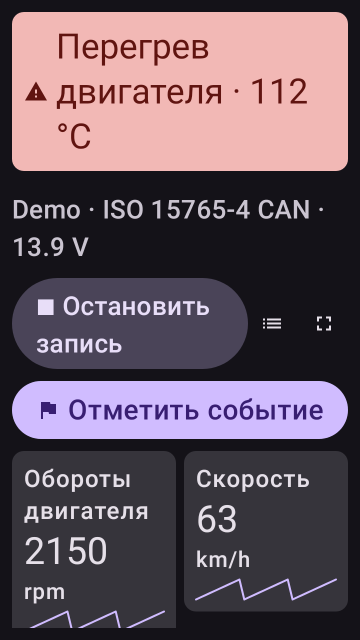 Перегрев
двигателя · 112
°C
Demo · ISO 15765-4 CAN ·
13.9 V
Остановить
запись
Отметить событие
Обороты
двигателя
2150
rpm
Скорость
63
km/h